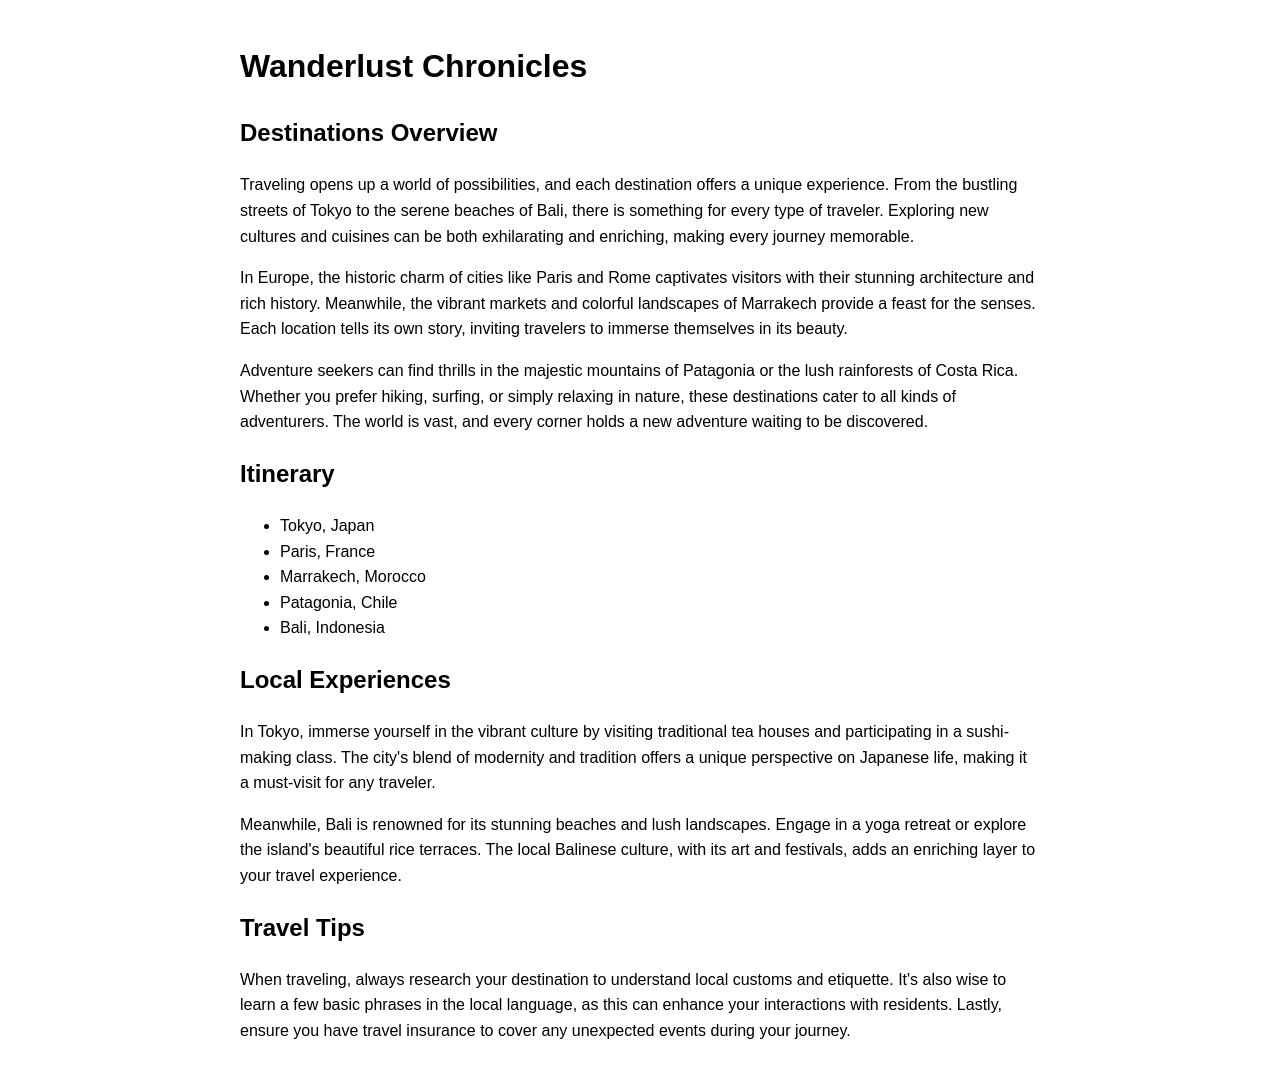 Wanderlust Chronicles
Destinations Overview
Traveling opens up a world of possibilities, and each destination offers a unique experience. From the bustling
streets of Tokyo to the serene beaches of Bali, there is something for every type of traveler. Exploring new
cultures and cuisines can be both exhilarating and enriching, making every journey memorable.
In Europe, the historic charm of cities like Paris and Rome captivates visitors with their stunning architecture and
rich history. Meanwhile, the vibrant markets and colorful landscapes of Marrakech provide a feast for the senses.
Each location tells its own story, inviting travelers to immerse themselves in its beauty.
Adventure seekers can find thrills in the majestic mountains of Patagonia or the lush rainforests of Costa Rica.
Whether you prefer hiking, surfing, or simply relaxing in nature, these destinations cater to all kinds of
adventurers. The world is vast, and every corner holds a new adventure waiting to be discovered.
Itinerary
• Tokyo, Japan
• Paris, France
• Marrakech, Morocco
• Patagonia, Chile
• Bali, Indonesia
Local Experiences
In Tokyo, immerse yourself in the vibrant culture by visiting traditional tea houses and participating in a sushi-
making class. The city's blend of modernity and tradition offers a unique perspective on Japanese life, making it
a must-visit for any traveler.
Meanwhile, Bali is renowned for its stunning beaches and lush landscapes. Engage in a yoga retreat or explore
the island's beautiful rice terraces. The local Balinese culture, with its art and festivals, adds an enriching layer to
your travel experience.
Travel Tips
When traveling, always research your destination to understand local customs and etiquette. It's also wise to
learn a few basic phrases in the local language, as this can enhance your interactions with residents. Lastly,
ensure you have travel insurance to cover any unexpected events during your journey.